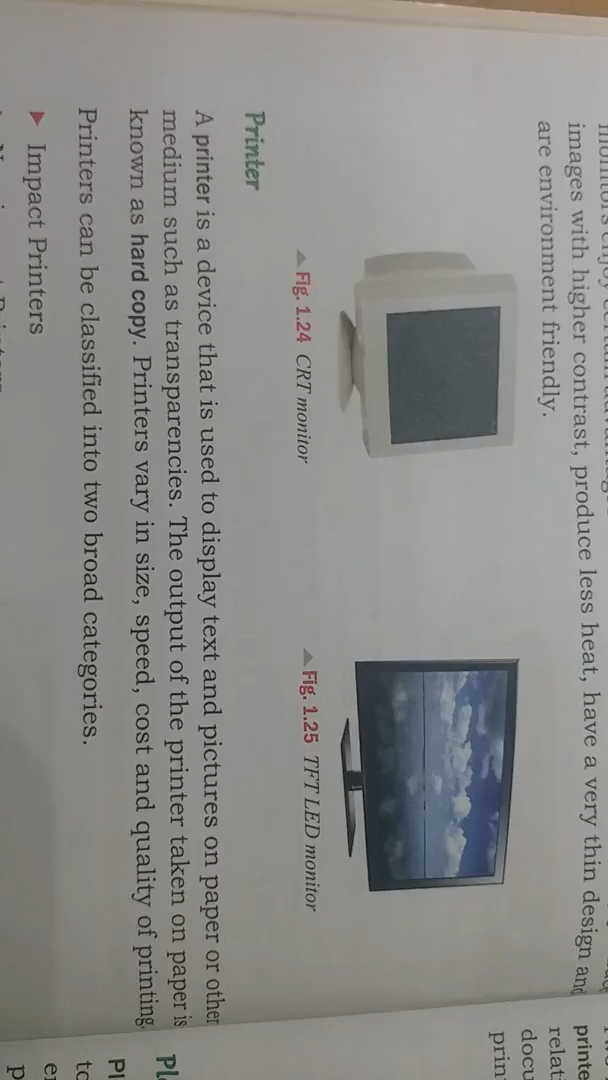 images with higher contrast, produce less heat, have a very thin design and
are environment friendly.
Fig. 1.24 CRT monitor
Fig. 1.25 TFT LED monitor
Printer
A printer is a device that is used to display text and pictures on paper or other
medium such as transparencies. The output of the printer taken on paper is
known as hard copy. Printers vary in size, speed, cost and quality of printing.
Printers can be classified into two broad categories.
Impact Printers
printe
relat
docu
prin
Pl
to